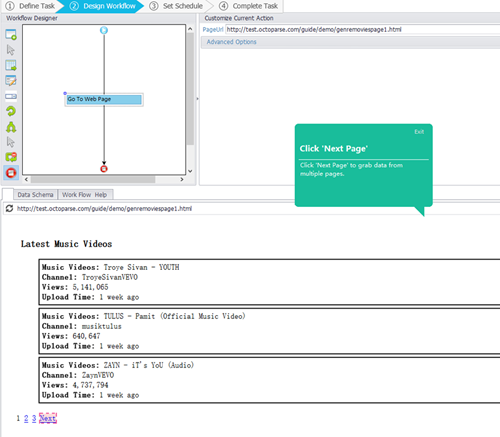 1 Define Task 2 Design Workflow 3 Set Schedule 4 Complete Task
Workflow Designer
Customize Current Action
PageUrl http://test.octoparse.com/guide/demo/genremoviespage1.html
Advanced Options
Go To Web Page
Exit
Click 'Next Page'
Click 'Next Page' to grab data from
multiple pages.
Data Schema Work Flow Help
http://test.octoparse.com/guide/demo/genremoviespage1.html
Latest Music Videos
Music Videos: Troye Sivan - YOUTH
Channel: TroyeSivanVEVO
Views: 5,141,065
Upload Time: 1 week ago
Music Videos: TULUS - Pamit (Official Music Video)
Channel: musiktulus
Views: 640,647
Upload Time: 1 week ago
Music Videos: ZAYN - iT's YoU (Audio)
Channel: ZaynVEVO
Views: 4,737,794
Upload Time: 1 week ago
1 2 3 Next